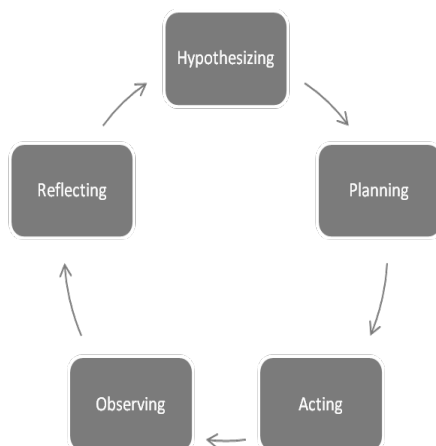 Hypothesizing
Planning
Acting
Observing
Reflecting